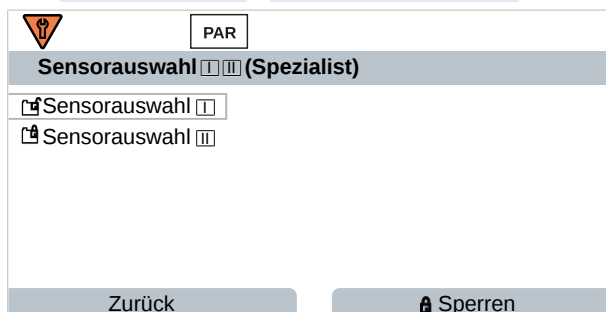 PAR
Sensorauswahl I II (Spezialist)
Sensorauswahl I
Sensorauswahl II
Zurück
Sperren